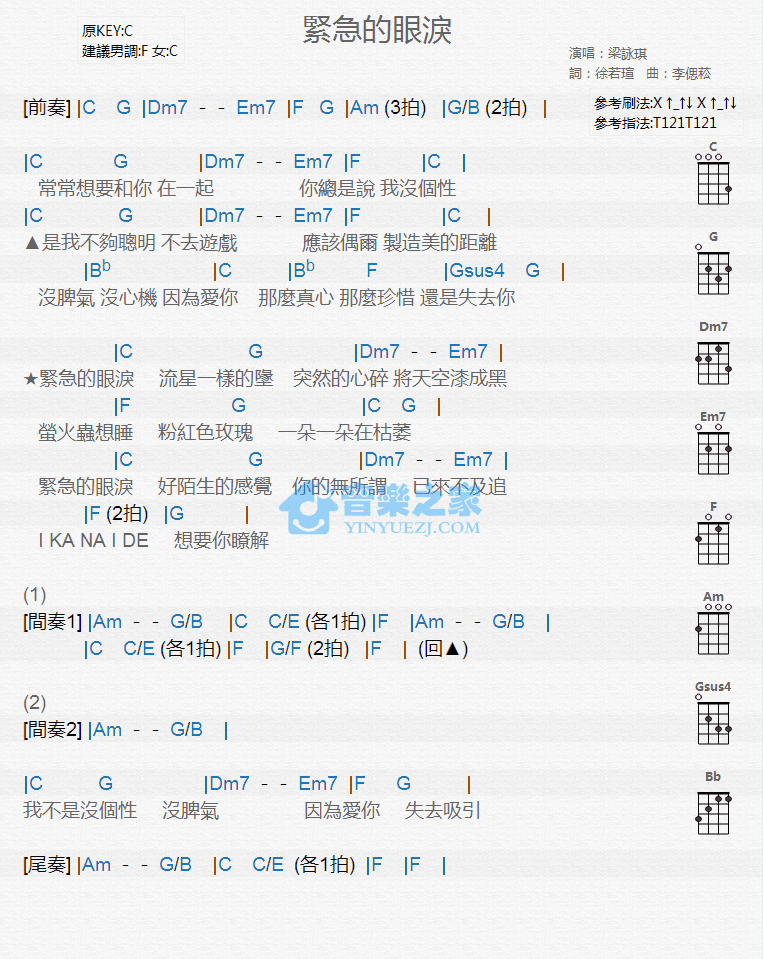 緊急的眼淚
原KEY:C
建議男調:F 女:C
演唱：梁詠琪
詞：徐若瑄 曲：李偲菘
參考刷法:X ↑_↑↓ X ↑_↑↓
參考指法:T121T121
[前奏] |C G |Dm7 - - Em7 |F G |Am (3拍) |G/B (2拍) |
|C G |Dm7 - - Em7 |F |C |
常常想要和你 在一起 你總是說 我沒個性
|C G |Dm7 - - Em7 |F |C |
▲是我不夠聰明 不去遊戲 應該偶爾 製造美的距離
|Bb |C |Bb F |Gsus4 G |
沒脾氣 沒心機 因為愛你 那麼真心 那麼珍惜 還是失去你
|C G |Dm7 - - Em7 |
★緊急的眼淚 流星一樣的墬 突然的心碎 將天空漆成黑
|F G |C G |
螢火蟲想睡 粉紅色玫瑰 一朵一朵在枯萎
|C G |Dm7 - - Em7 |
緊急的眼淚 好陌生的感覺 你的無所謂 已來不及追
|F (2拍) |G |
I KA NA I DE 想要你瞭解
(1)
[間奏1] |Am - - G/B |C C/E (各1拍) |F |Am - - G/B |
|C C/E (各1拍) |F |G/F (2拍) |F | (回▲)
(2)
[間奏2] |Am - - G/B |
|C G |Dm7 - - Em7 |F G |
我不是沒個性 沒脾氣 因為愛你 失去吸引
[尾奏] |Am - - G/B |C C/E (各1拍) |F |F |
C
G
Dm7
Em7
F
Am
Gsus4
Bb
音樂之家
YINYUEZJ.COM